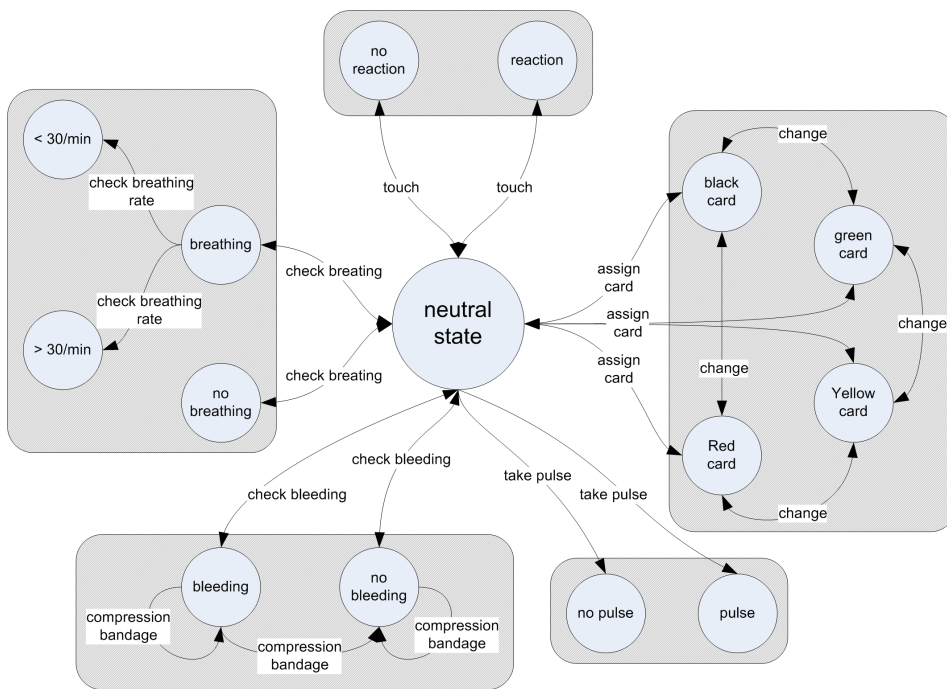 no
reaction
reaction
< 30/min
check breathing
rate
breathing
check breathing
rate
> 30/min
no
breathing
touch
touch
check breating
check breating
neutral
state
change
black
card
green
card
assign
card
assign
card
assign
card
change
change
Yellow
card
Red
card
change
check bleeding
check bleeding
take pulse
take pulse
bleeding
no
bleeding
compression
bandage
compression
bandage
compression
bandage
no pulse
pulse